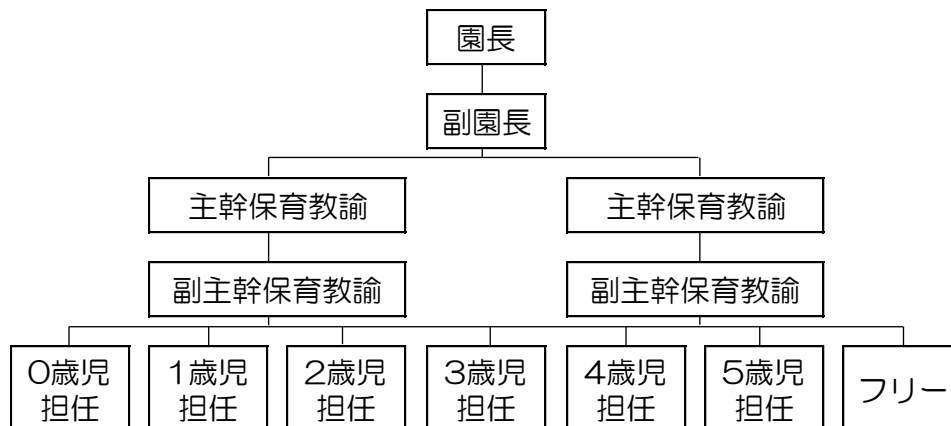 園長
副園長
主幹保育教諭
主幹保育教諭
副主幹保育教諭
副主幹保育教諭
0歳児
担任
1歳児
担任
2歳児
担任
3歳児
担任
4歳児
担任
5歳児
担任
フリー